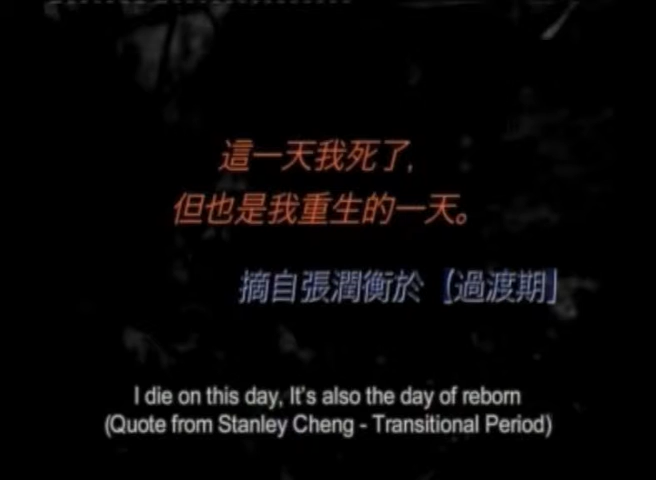 這一天我死了,
但也是我重生的一天。
摘自張潤衡於【過渡期】
I die on this day, It's also the day of reborn
(Quote from Stanley Cheng - Transitional Period)